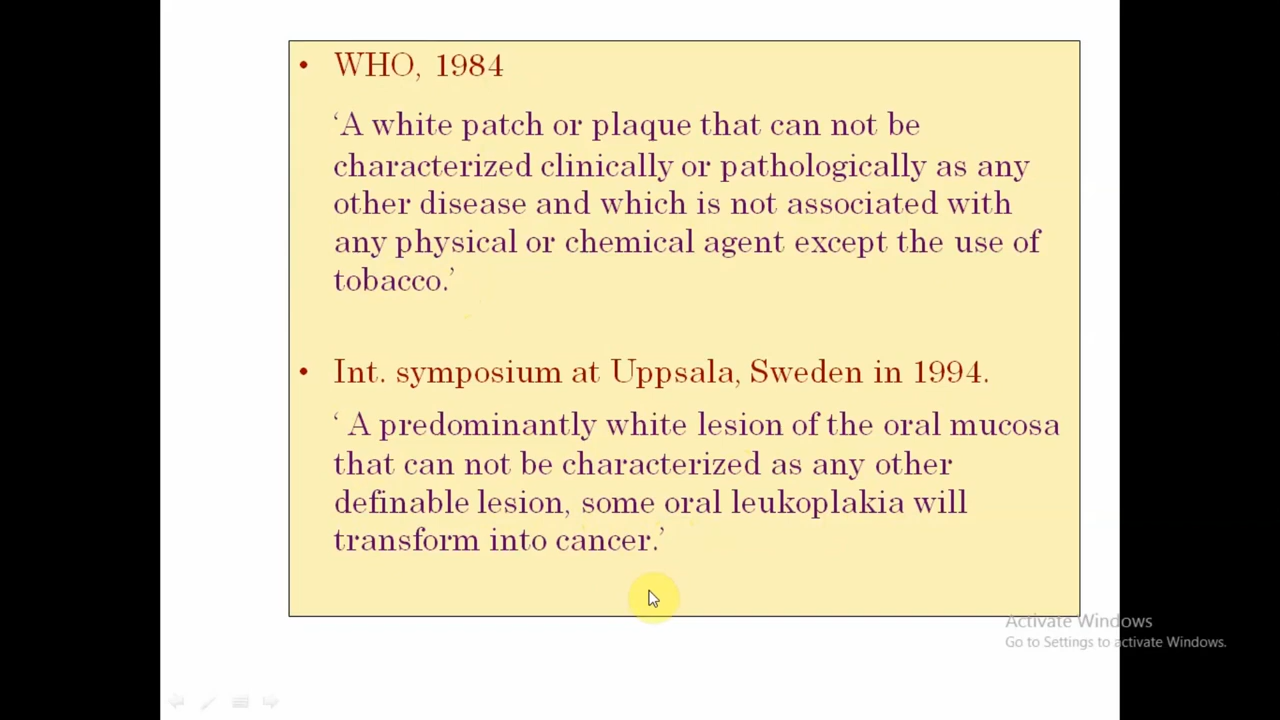 • WHO, 1984
‘A white patch or plaque that can not be
characterized clinically or pathologically as any
other disease and which is not associated with
any physical or chemical agent except the use of
tobacco.’
• Int. symposium at Uppsala, Sweden in 1994.
‘ A predominantly white lesion of the oral mucosa
that can not be characterized as any other
definable lesion, some oral leukoplakia will
transform into cancer.’
Activate Windows
Go to Settings to activate Windows.